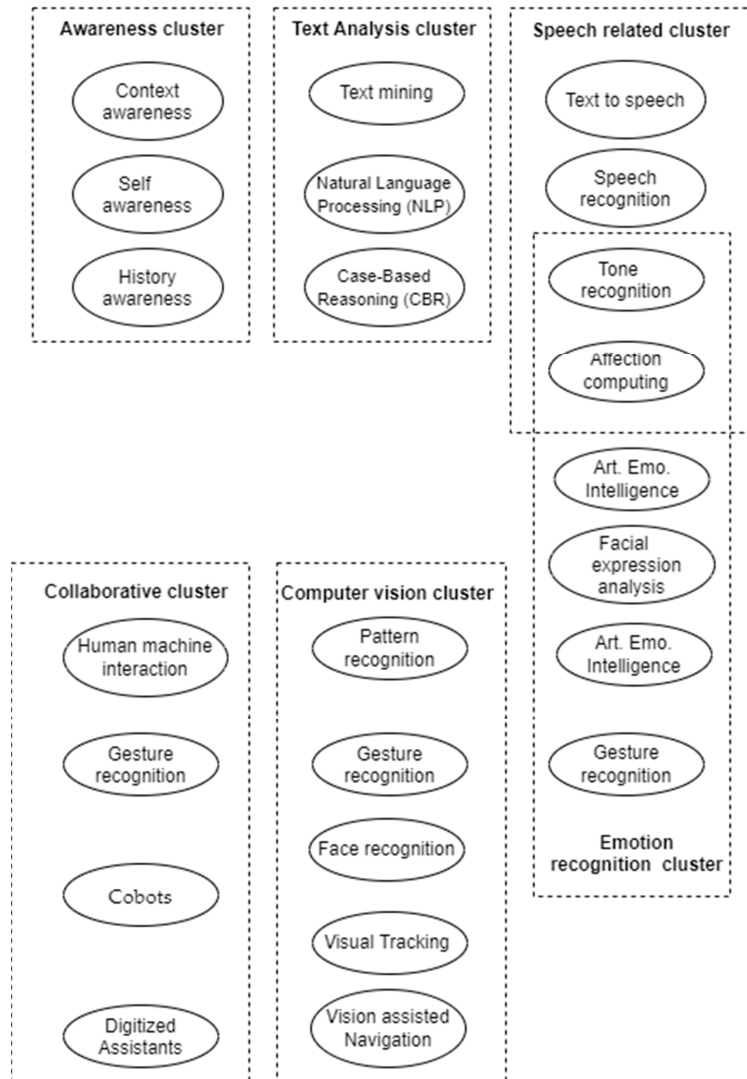 Awareness cluster
Context
awareness
Self
awareness
History
awareness
Text Analysis cluster
Text mining
Natural Language
Processing (NLP)
Case-Based
Reasoning (CBR)
Speech related cluster
Text to speech
Speech
recognition
Tone
recognition
Affection
computing
Art. Emo.
Intelligence
Facial
expression
analysis
Art. Emo.
Intelligence
Gesture
recognition
Emotion
recognition cluster
Collaborative cluster
Human machine
interaction
Gesture
recognition
Cobots
Digitized
Assistants
Computer vision cluster
Pattern
recognition
Gesture
recognition
Face recognition
Visual Tracking
Vision assisted
Navigation